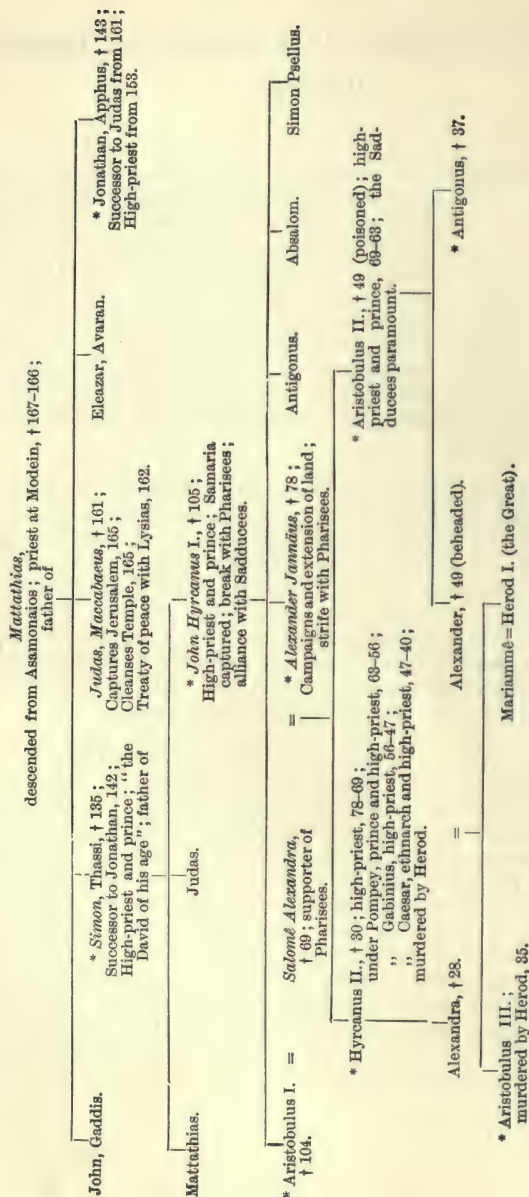 Mattathias,
descended from Asamonaios; priest at Modein, † 167-166;
father of
John, Gaddis.
* Simon, Thassi, † 135;
Successor to Jonathan, 142;
High-priest and prince; "the
David of his age"; father of
Judas, Maccabaeus, † 161;
Captures Jerusalem, 165;
Cleanses Temple, 165;
Treaty of peace with Lysias, 162.
Eleazar, Avaran.
* Jonathan, Apphus, † 143;
Successor to Judas from 161;
High-priest from 153.
Mattathias.
Judas.
* John Hyrcanus I., † 105;
High-priest and prince; Samaria
captured; break with Pharisees;
alliance with Sadducees.
* Aristobulus I. =
† 104.
Salomê Alexandra,
† 69; supporter of
Pharisees.
=
* Alexander Jannäus, † 78;
Campaigns and extension of land;
strife with Pharisees.
Antigonus.
Absalom.
Simon Psellus.
* Hyrcanus II., † 30; high-priest, 78-69;
under Pompey, prince and high-priest, 63-56;
,, Gabinius, high-priest, 56-47;
,, Caesar, ethnarch and high-priest, 47-40;
murdered by Herod.
* Aristobulus II., † 49 (poisoned); high-
priest and prince, 69-63; the Sad-
ducees paramount.
Alexandra, † 28.
=
Alexander, † 49 (beheaded).
* Antigonus, † 37.
* Aristobulus III.;
murdered by Herod, 35.
Mariammê = Herod I. (the Great).